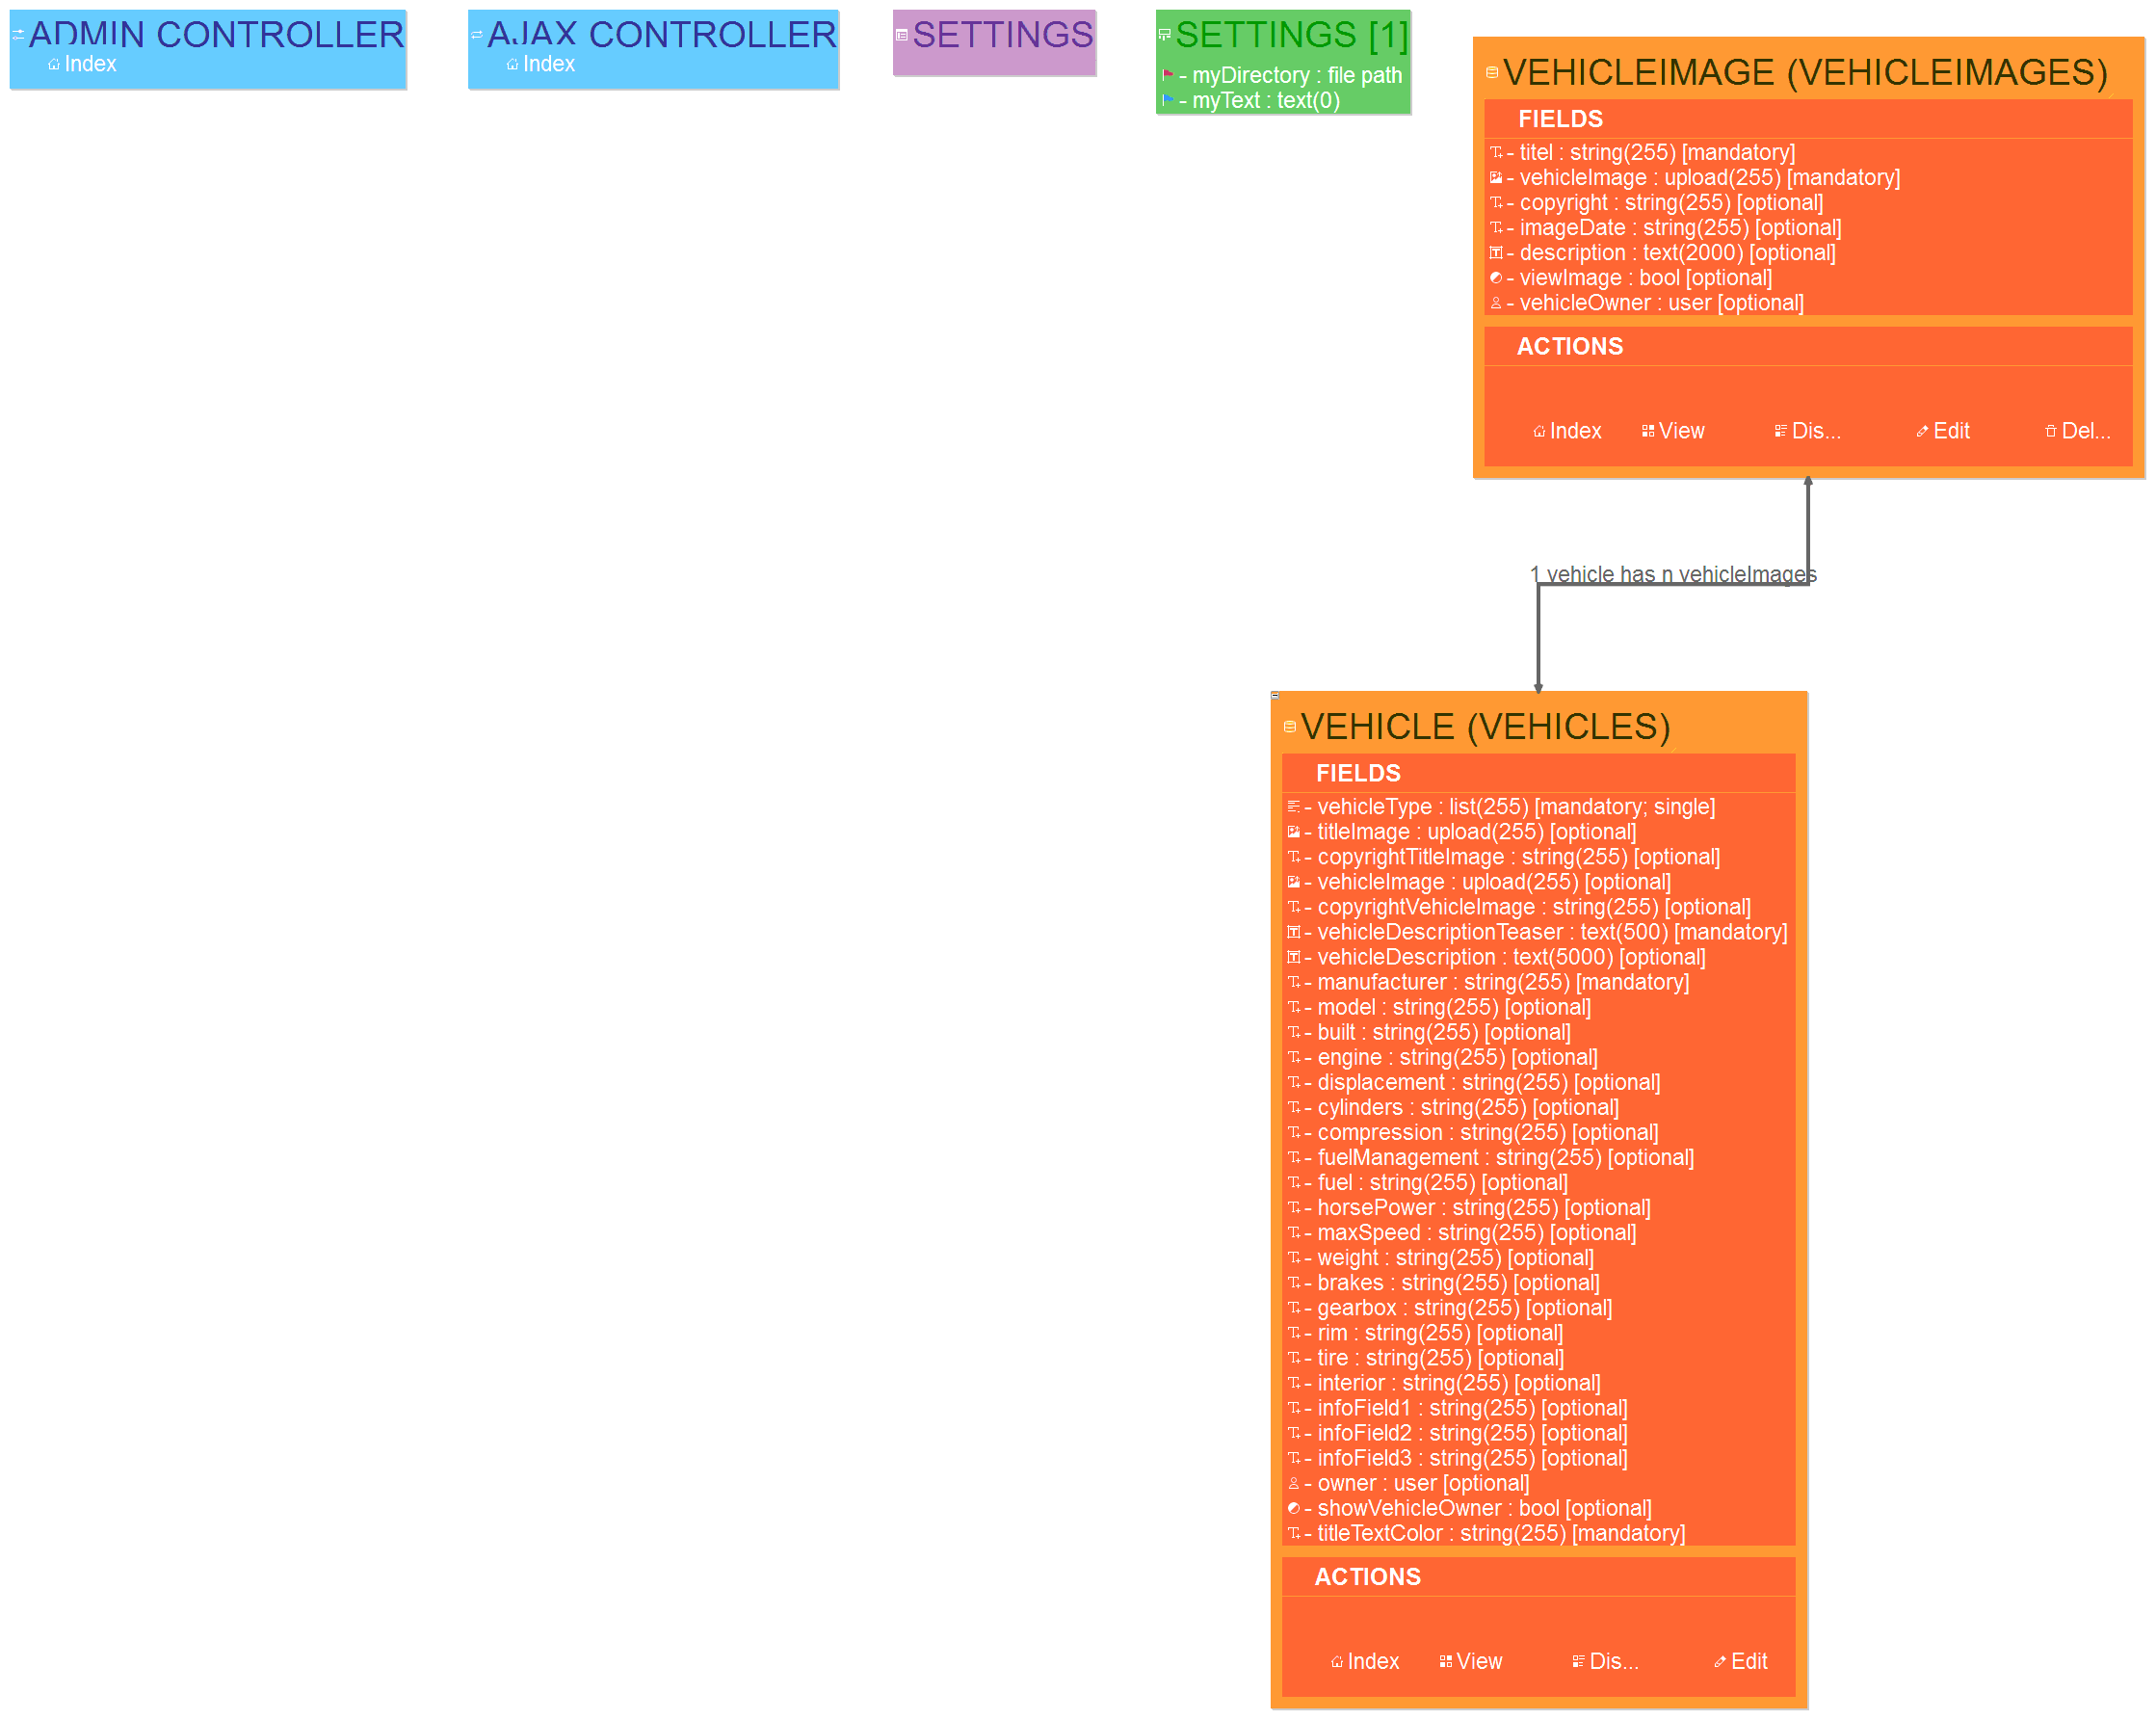 ADMIN CONTROLLER
Index
AJAX CONTROLLER
Index
SETTINGS
SETTINGS [1]
- myDirectory : file path
- myText : text(0)
VEHICLEIMAGE (VEHICLEIMAGES)
FIELDS
- titel : string(255) [mandatory]
- vehicleImage : upload(255) [mandatory]
- copyright : string(255) [optional]
- imageDate : string(255) [optional]
- description : text(2000) [optional]
- viewImage : bool [optional]
- vehicleOwner : user [optional]
ACTIONS
Index View Dis... Edit Del...
1 vehicle has n vehicleImages
VEHICLE (VEHICLES)
FIELDS
- vehicleType : list(255) [mandatory; single]
- titleImage : upload(255) [optional]
- copyrightTitleImage : string(255) [optional]
- vehicleImage : upload(255) [optional]
- copyrightVehicleImage : string(255) [optional]
- vehicleDescriptionTeaser : text(500) [mandatory]
- vehicleDescription : text(5000) [optional]
- manufacturer : string(255) [mandatory]
- model : string(255) [optional]
- built : string(255) [optional]
- engine : string(255) [optional]
- displacement : string(255) [optional]
- cylinders : string(255) [optional]
- compression : string(255) [optional]
- fuelManagement : string(255) [optional]
- fuel : string(255) [optional]
- horsePower : string(255) [optional]
- maxSpeed : string(255) [optional]
- weight : string(255) [optional]
- brakes : string(255) [optional]
- gearbox : string(255) [optional]
- rim : string(255) [optional]
- tire : string(255) [optional]
- interior : string(255) [optional]
- infoField1 : string(255) [optional]
- infoField2 : string(255) [optional]
- infoField3 : string(255) [optional]
- owner : user [optional]
- showVehicleOwner : bool [optional]
- titleTextColor : string(255) [mandatory]
ACTIONS
Index View Dis... Edit